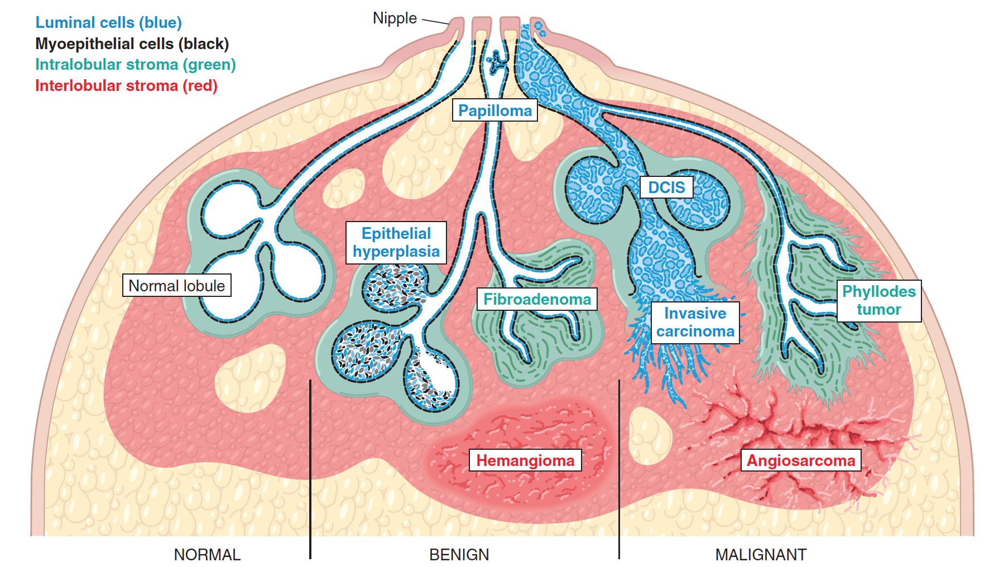 Luminal cells (blue)
Myoepithelial cells (black)
Intralobular stroma (green)
Interlobular stroma (red)
Nipple
Papilloma
DCIS
Epithelial
hyperplasia
Normal lobule
Fibroadenoma
Phyllodes
tumor
Invasive
carcinoma
Hemangioma
Angiosarcoma
NORMAL
BENIGN
MALIGNANT